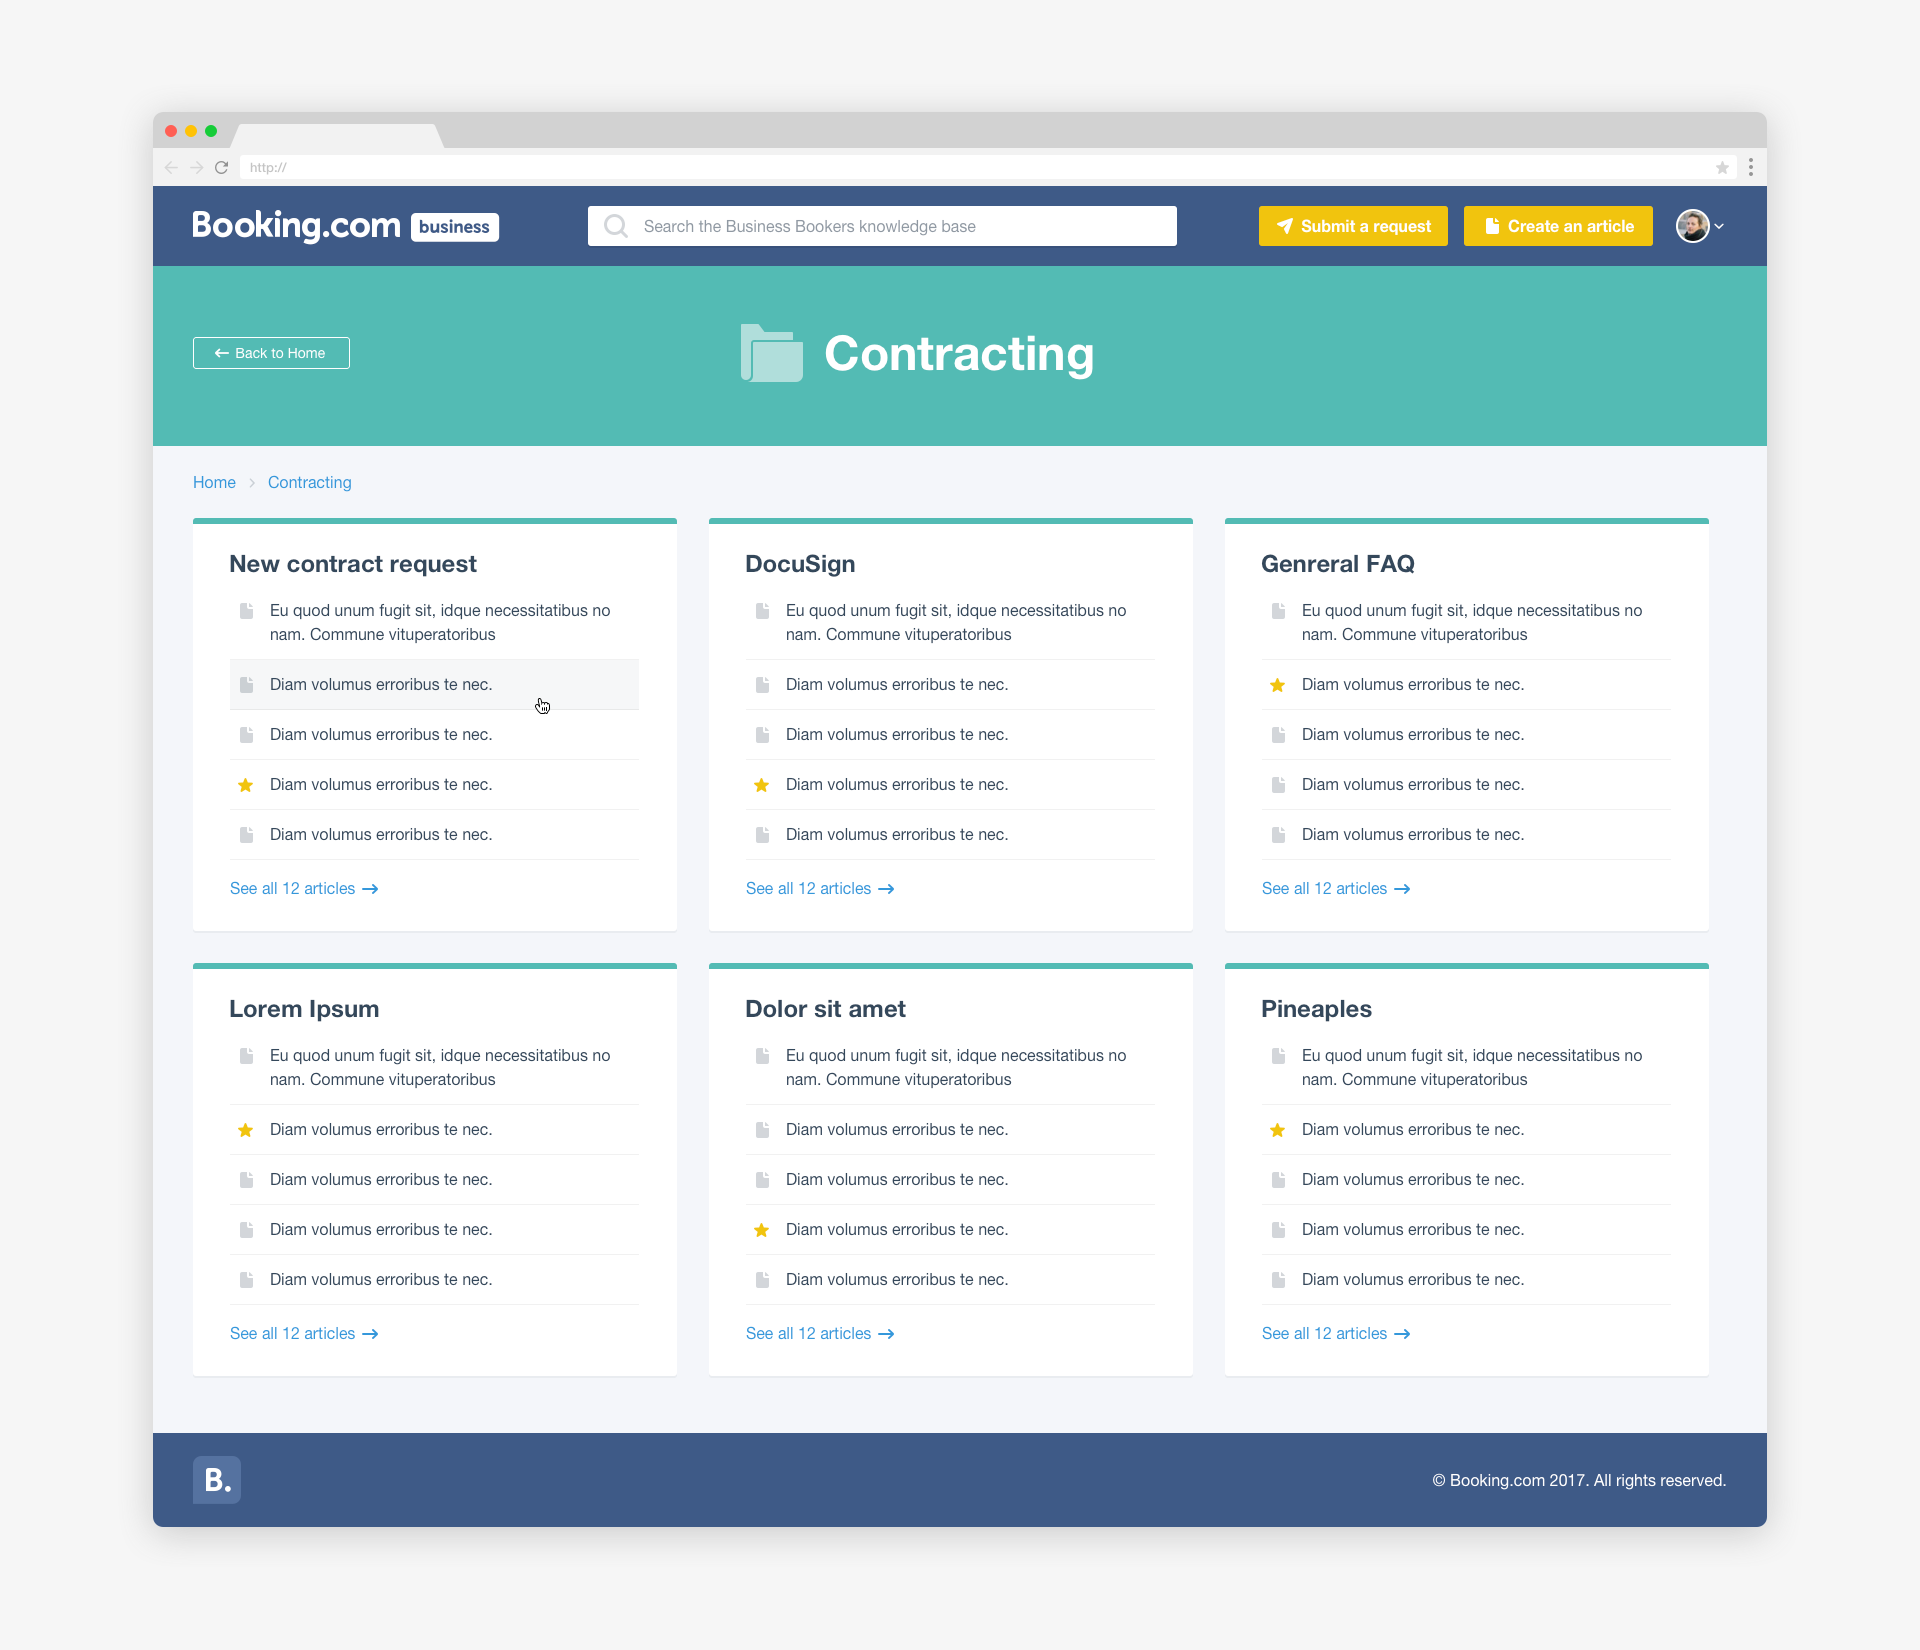 http://
Booking.com business
Search the Business Bookers knowledge base
Submit a request
Create an article
Back to Home
Contracting
Home
Contracting
New contract request
Eu quod unum fugit sit, idque necessitatibus no
nam. Commune vituperatoribus
Diam volumus erroribus te nec.
Diam volumus erroribus te nec.
Diam volumus erroribus te nec.
Diam volumus erroribus te nec.
See all 12 articles
DocuSign
Eu quod unum fugit sit, idque necessitatibus no
nam. Commune vituperatoribus
Diam volumus erroribus te nec.
Diam volumus erroribus te nec.
Diam volumus erroribus te nec.
Diam volumus erroribus te nec.
See all 12 articles
Genreral FAQ
Eu quod unum fugit sit, idque necessitatibus no
nam. Commune vituperatoribus
Diam volumus erroribus te nec.
Diam volumus erroribus te nec.
Diam volumus erroribus te nec.
Diam volumus erroribus te nec.
See all 12 articles
Lorem Ipsum
Eu quod unum fugit sit, idque necessitatibus no
nam. Commune vituperatoribus
Diam volumus erroribus te nec.
Diam volumus erroribus te nec.
Diam volumus erroribus te nec.
Diam volumus erroribus te nec.
See all 12 articles
Dolor sit amet
Eu quod unum fugit sit, idque necessitatibus no
nam. Commune vituperatoribus
Diam volumus erroribus te nec.
Diam volumus erroribus te nec.
Diam volumus erroribus te nec.
Diam volumus erroribus te nec.
See all 12 articles
Pineaples
Eu quod unum fugit sit, idque necessitatibus no
nam. Commune vituperatoribus
Diam volumus erroribus te nec.
Diam volumus erroribus te nec.
Diam volumus erroribus te nec.
Diam volumus erroribus te nec.
See all 12 articles
B.
© Booking.com 2017. All rights reserved.